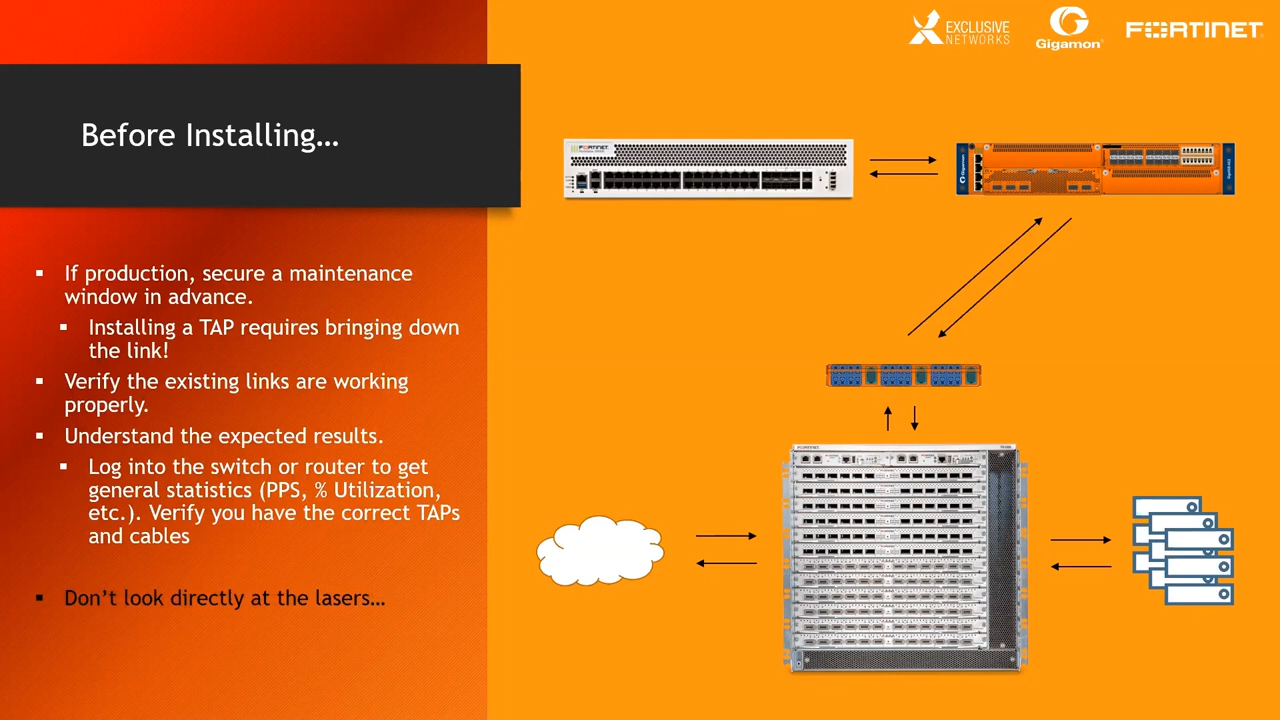 EXCLUSIVE
NETWORKS
Gigamon
FORTINET
Before Installing…
FORTINET
Gigamon
▪ If production, secure a maintenance
window in advance.
▪ Installing a TAP requires bringing down
the link!
▪ Verify the existing links are working
properly.
▪ Understand the expected results.
▪ Log into the switch or router to get
general statistics (PPS, % Utilization,
etc.). Verify you have the correct TAPs
and cables
▪ Don’t look directly at the lasers…
FORTINET